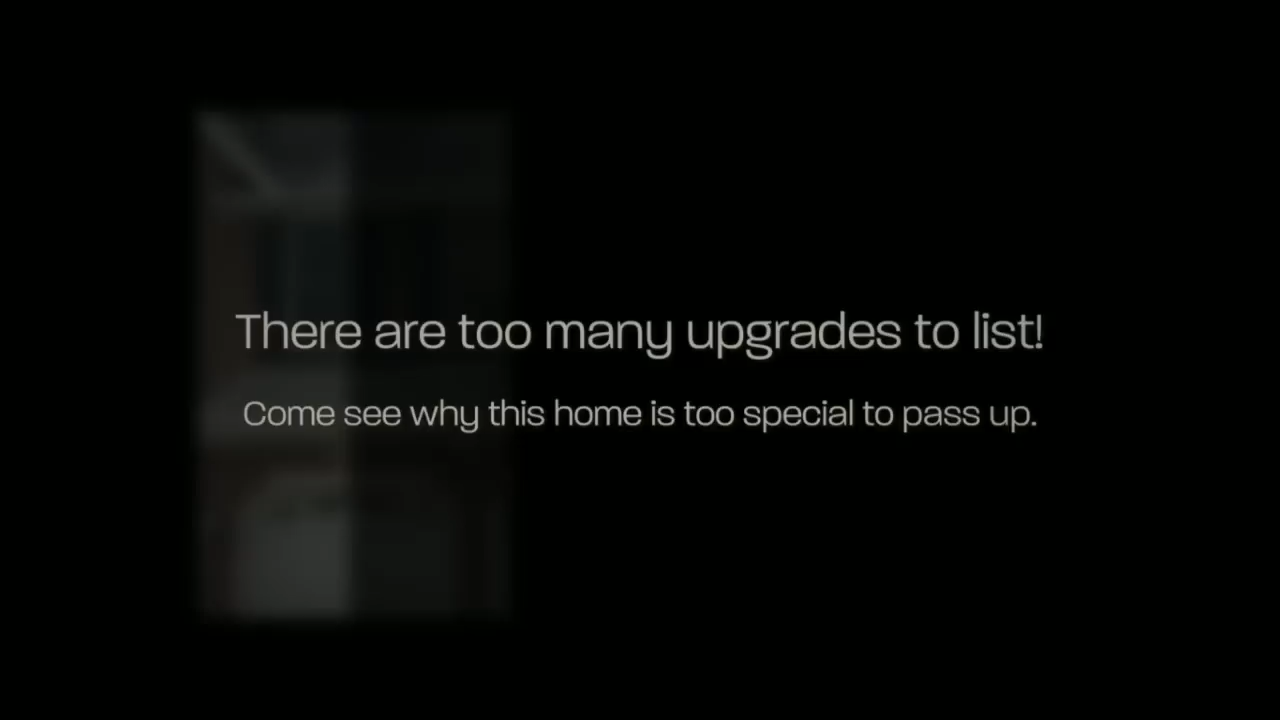 There are too many upgrades to list!
Come see why this home is too special to pass up.